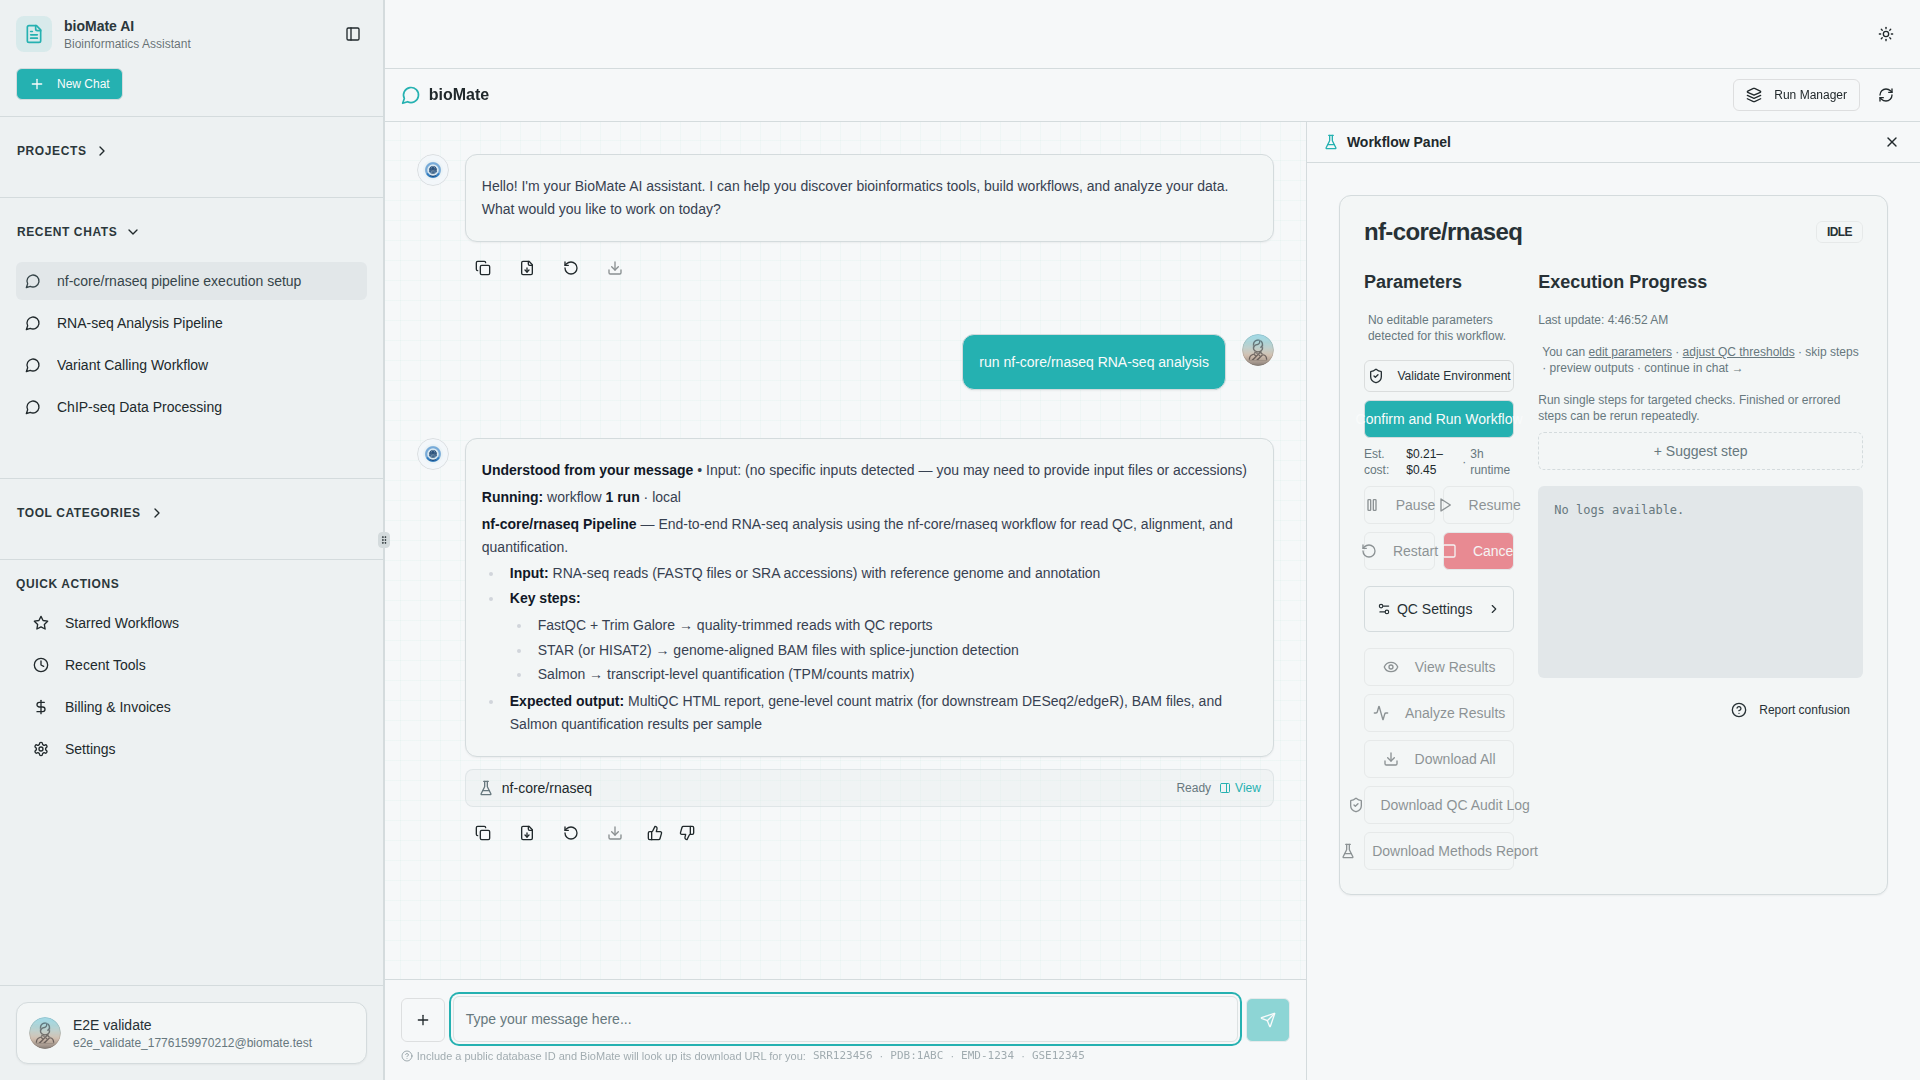 bioMate AI
Bioinformatics Assistant
New Chat
PROJECTS
RECENT CHATS
nf-core/rnaseq pipeline execution setup
RNA-seq Analysis Pipeline
Variant Calling Workflow
ChIP-seq Data Processing
TOOL CATEGORIES
QUICK ACTIONS
Starred Workflows
Recent Tools
Billing & Invoices
Settings
E2E validate
e2e_validate_1776159970212@biomate.test
bioMate
Run Manager
Hello! I'm your BioMate AI assistant. I can help you discover bioinformatics tools, build workflows, and analyze your data.
What would you like to work on today?
run nf-core/rnaseq RNA-seq analysis
Understood from your message • Input: (no specific inputs detected — you may need to provide input files or accessions)
Running: workflow 1 run · local
nf-core/rnaseq Pipeline — End-to-end RNA-seq analysis using the nf-core/rnaseq workflow for read QC, alignment, and
quantification.
Input: RNA-seq reads (FASTQ files or SRA accessions) with reference genome and annotation
Key steps:
FastQC + Trim Galore → quality-trimmed reads with QC reports
STAR (or HISAT2) → genome-aligned BAM files with splice-junction detection
Salmon → transcript-level quantification (TPM/counts matrix)
Expected output: MultiQC HTML report, gene-level count matrix (for downstream DESeq2/edgeR), BAM files, and
Salmon quantification results per sample
nf-core/rnaseq
Ready
View
Type your message here...
Include a public database ID and BioMate will look up its download URL for you: SRR123456 · PDB:1ABC · EMD-1234 · GSE12345
Workflow Panel
nf-core/rnaseq
IDLE
Parameters
No editable parameters
detected for this workflow.
Validate Environment
onfirm and Run Workflo
Est. cost: $0.21–$0.45 · 3h runtime
Pause
Resume
Restart
Cance
QC Settings
View Results
Analyze Results
Download All
Download QC Audit Log
Download Methods Report
Execution Progress
Last update: 4:46:52 AM
You can edit parameters · adjust QC thresholds · skip steps
· preview outputs · continue in chat →
Run single steps for targeted checks. Finished or errored
steps can be rerun repeatedly.
+ Suggest step
No logs available.
Report confusion